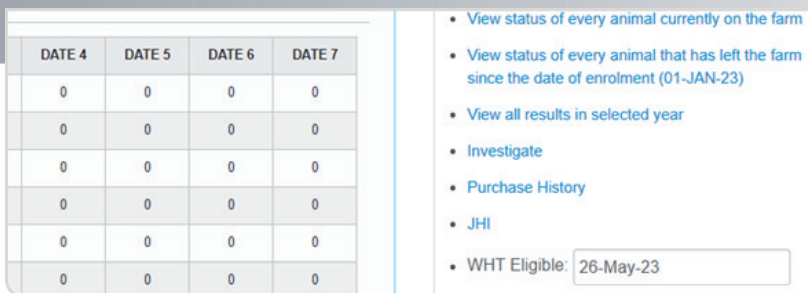 DATE 4 DATE 5 DATE 6 DATE 7
0 0 0 0
0 0 0 0
0 0 0 0
0 0 0 0
0 0 0 0
0 0 0 0
• View status of every animal currently on the farm
• View status of every animal that has left the farm
since the date of enrolment (01-JAN-23)
• View all results in selected year
• Investigate
• Purchase History
• JHI
• WHT Eligible: 26-May-23